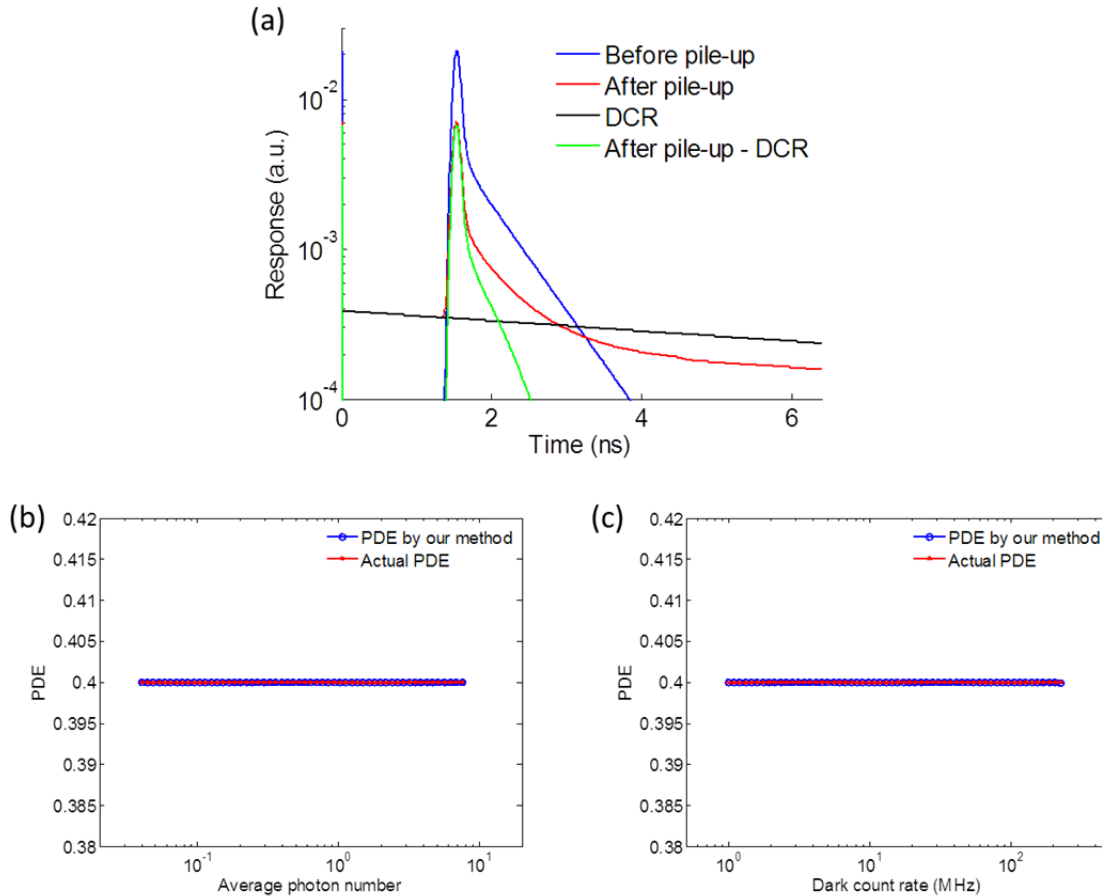 (a)
Before pile-up
After pile-up
DCR
After pile-up - DCR
Response (a.u.)
10^-2
10^-3
10^-4
0 2 4 6
Time (ns)
(b)
PDE by our method
Actual PDE
PDE
0.42
0.415
0.41
0.405
0.4
0.395
0.39
0.385
0.38
10^-1 10^0 10^1
Average photon number
(c)
PDE by our method
Actual PDE
PDE
0.42
0.415
0.41
0.405
0.4
0.395
0.39
0.385
0.38
10^0 10^1 10^2
Dark count rate (MHz)